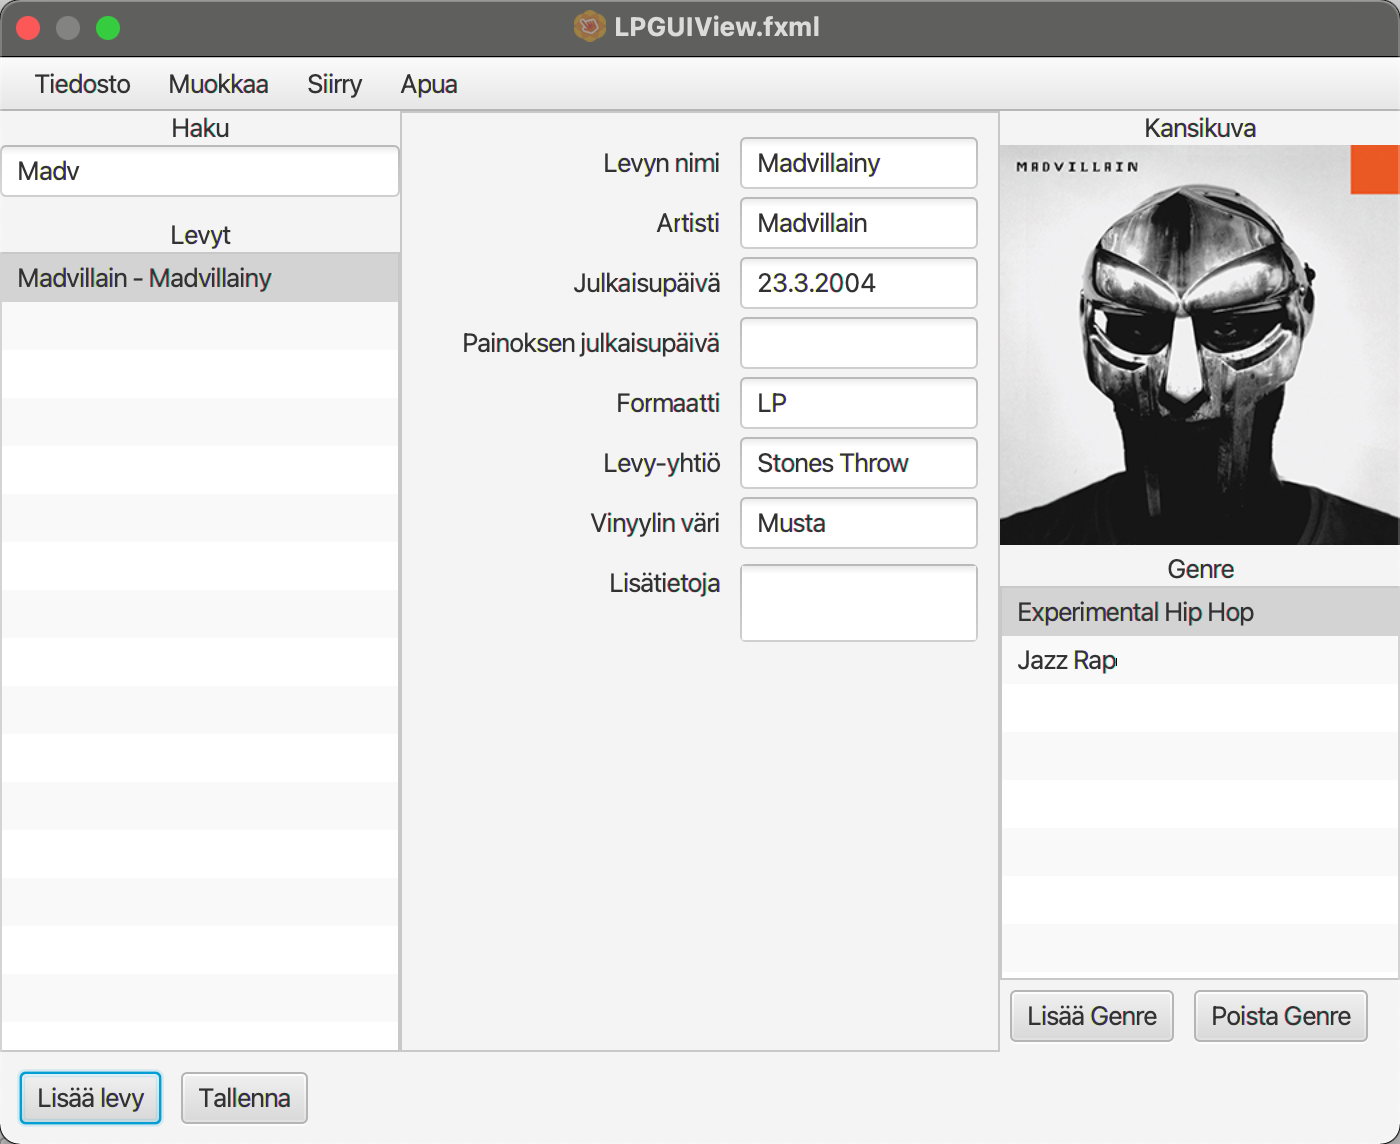 LPGUIView.fxml
Tiedosto Muokkaa Siirry Apua
Haku
Madv
Levyt
Madvillain - Madvillainy
Levyn nimi Madvillainy
Artisti Madvillain
Julkaisupäivä 23.3.2004
Painoksen julkaisupäivä
Formaatti LP
Levy-yhtiö Stones Throw
Vinyylin väri Musta
Lisätietoja
Kansikuva
MADVILLAIN
Genre
Experimental Hip Hop
Jazz Rap
Lisää Genre Poista Genre
Lisää levy Tallenna